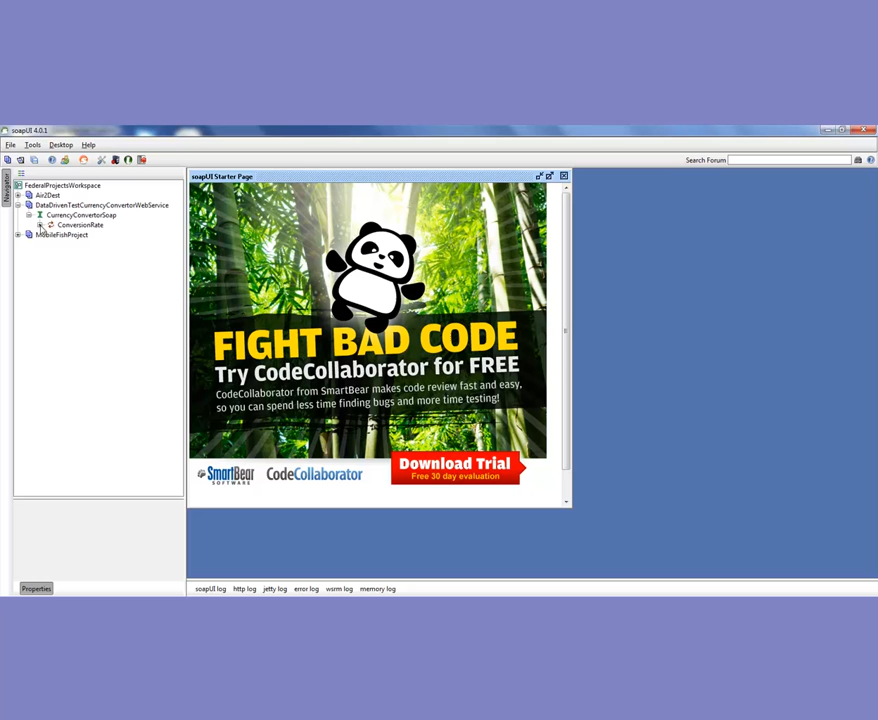 soapUI 4.0.1
File Tools Desktop Help
Search Forum
Navigator
soapUI Starter Page
FederalProjectsWorkspace
Air2Dest
DataDrivenTestCurrencyConvertorWebService
CurrencyConvertorSoap
ConversionRate
MobileFishProject
FIGHT BAD CODE
Try CodeCollaborator for FREE
CodeCollaborator from SmartBear makes code review fast and easy,
so you can spend less time finding bugs and more time testing!
SmartBear
SOFTWARE
CodeCollaborator
Download Trial
Free 30 day evaluation
Properties
soapUI log http log jetty log error log wsrm log memory log